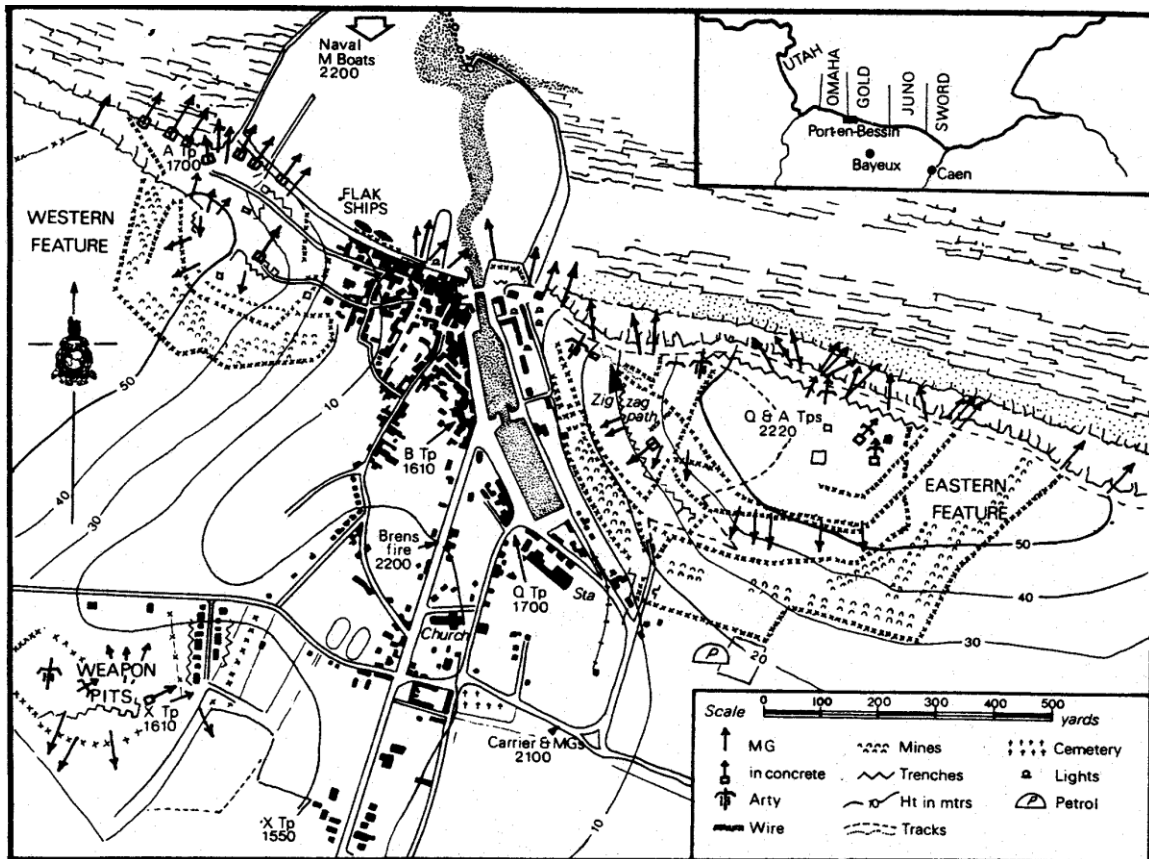 Naval
M Boats
2200
UTAH
OMAHA
GOLD
JUNO
SWORD
Port-en-Bessin
Bayeux
Caen
A Tp
1700
FLAK
SHIPS
WESTERN
FEATURE
50
10
40
30
Zig zag
path
Q & A Tps
2220
B Tp
1610
EASTERN
FEATURE
50
40
30
20
10
Brens
fire
2200
Q Tp
1700
Sta
Church
WEAPON
PITS
X Tp
1610
P
Carrier & MGs
2100
X Tp
1550
Scale 0 100 200 300 400 500
yards
MG
in concrete
Arty
Wire
Mines
Trenches
10 Ht in mtrs
Tracks
Cemetery
Lights
P Petrol